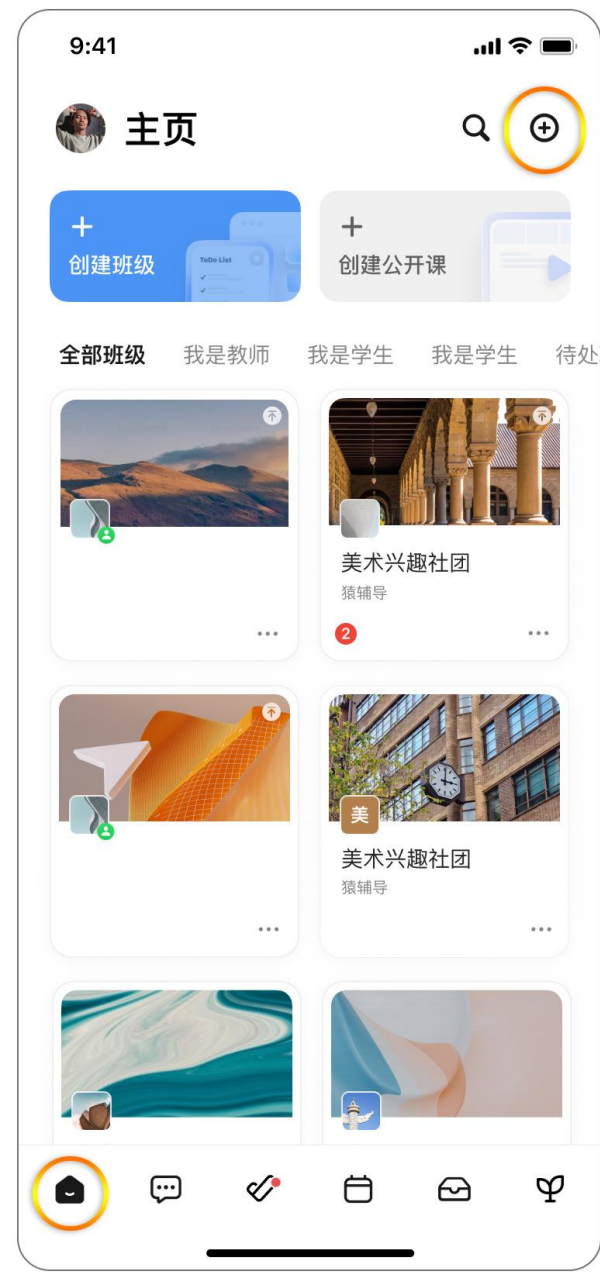 9:41
主页
创建班级
ToDo List
创建公开课
全部班级
我是教师
我是学生
我是学生
待处
美术兴趣社团
猿辅导
2
美
美术兴趣社团
猿辅导